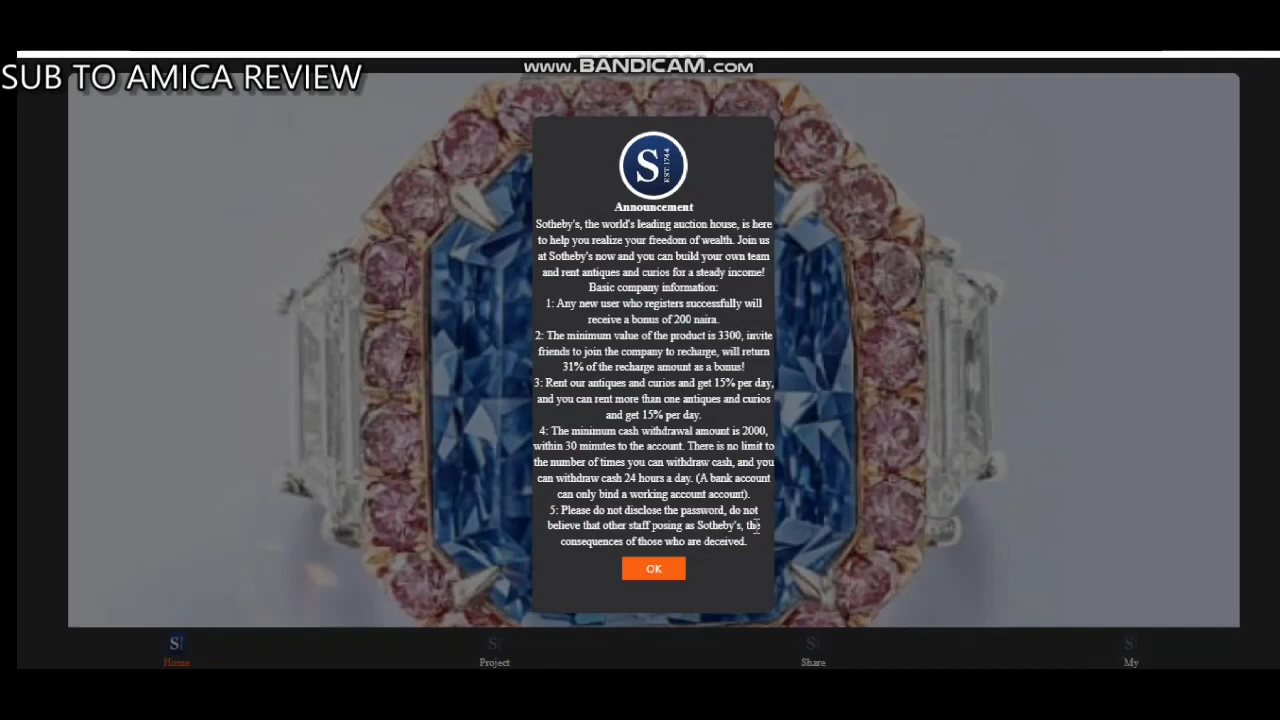 www.BANDICAM.com
SUB TO AMICA REVIEW
S EST.1744
Announcement
Sotheby's, the world's leading auction house, is here
to help you realize your freedom of wealth. Join us
at Sotheby's now and you can build your own team
and rent antiques and curios for a steady income!
Basic company information:
1: Any new user who registers successfully will
receive a bonus of 200 naira.
2: The minimum value of the product is 3300, invite
friends to join the company to recharge, will return
31% of the recharge amount as a bonus!
3: Rent our antiques and curios and get 15% per day,
and you can rent more than one antiques and curios
and get 15% per day.
4: The minimum cash withdrawal amount is 2000,
within 30 minutes to the account. There is no limit to
the number of times you can withdraw cash, and you
can withdraw cash 24 hours a day. (A bank account
can only bind a working account account).
5: Please do not disclose the password, do not
believe that other staff posing as Sotheby's, the
consequences of those who are deceived.
OK
Home
Project
Share
My